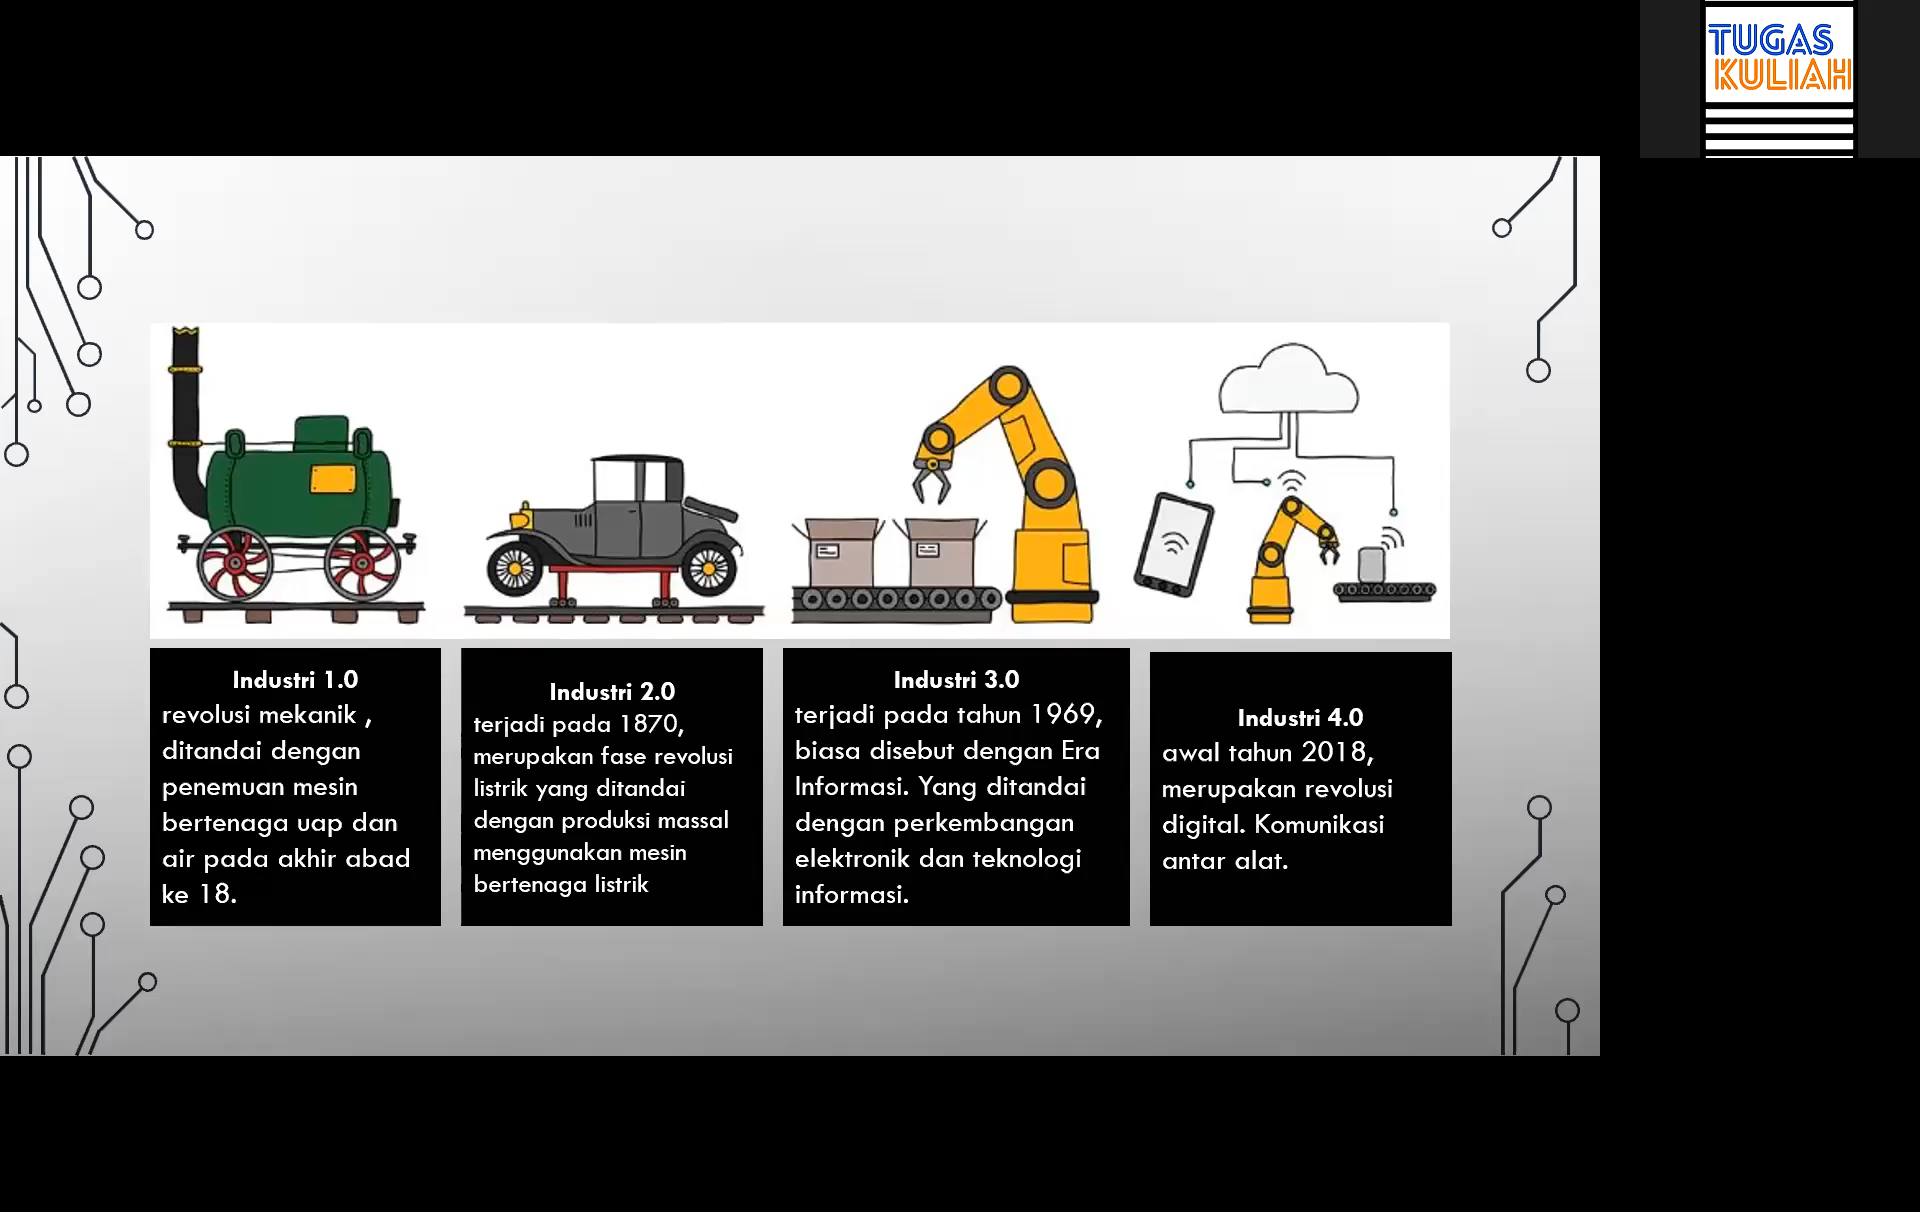 TUGAS
KULIAH
Industri 1.0
revolusi mekanik ,
ditandai dengan
penemuan mesin
bertenaga uap dan
air pada akhir abad
ke 18.
Industri 2.0
terjadi pada 1870,
merupakan fase revolusi
listrik yang ditandai
dengan produksi massal
menggunakan mesin
bertenaga listrik
Industri 3.0
terjadi pada tahun 1969,
biasa disebut dengan Era
Informasi. Yang ditandai
dengan perkembangan
elektronik dan teknologi
informasi.
Industri 4.0
awal tahun 2018,
merupakan revolusi
digital. Komunikasi
antar alat.